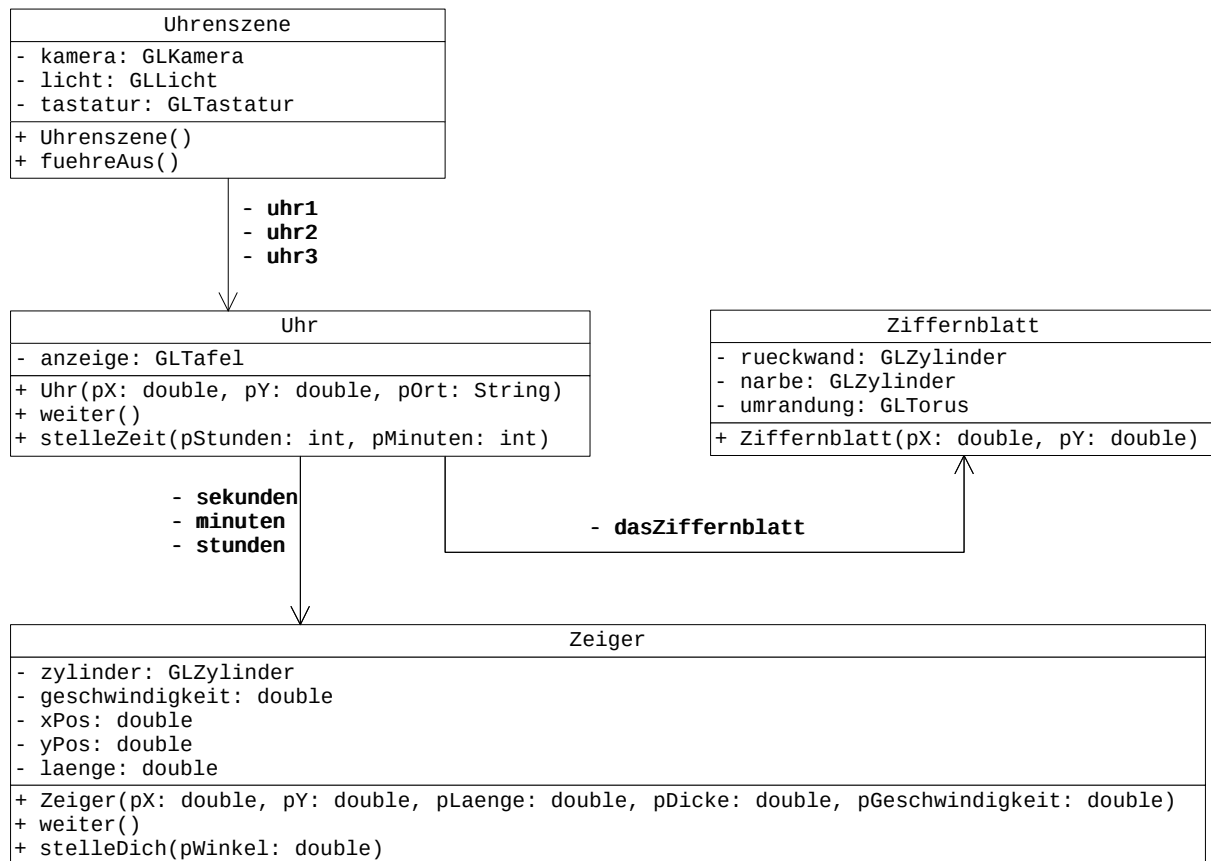 Uhrenszene
- kamera: GLKamera
- licht: GLLicht
- tastatur: GLTastatur
+ Uhrenszene()
+ fuehreAus()
- uhr1
- uhr2
- uhr3
Uhr
- anzeige: GLTafel
+ Uhr(pX: double, pY: double, pOrt: String)
+ weiter()
+ stelleZeit(pStunden: int, pMinuten: int)
Ziffernblatt
- rueckwand: GLZylinder
- narbe: GLZylinder
- umrandung: GLTorus
+ Ziffernblatt(pX: double, pY: double)
- sekunden
- minuten
- stunden
- dasZiffernblatt
Zeiger
- zylinder: GLZylinder
- geschwindigkeit: double
- xPos: double
- yPos: double
- laenge: double
+ Zeiger(pX: double, pY: double, pLaenge: double, pDicke: double, pGeschwindigkeit: double)
+ weiter()
+ stelleDich(pWinkel: double)